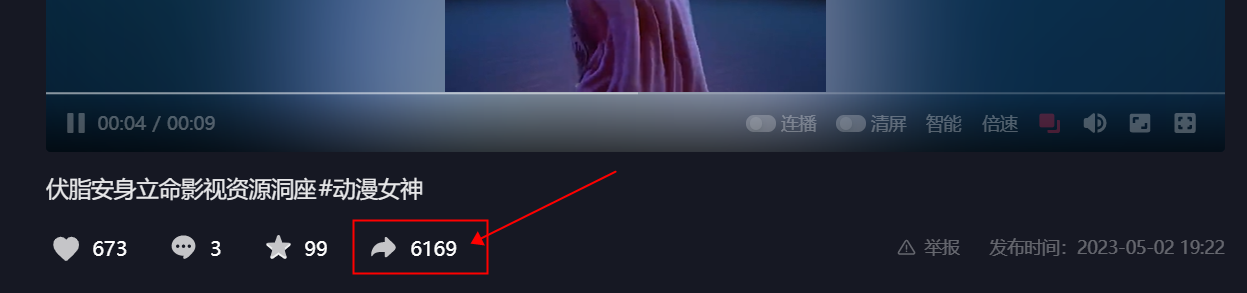 00:04 / 00:09 连播 清屏 智能 倍速
伏脂安身立命影视资源洞座#动漫女神
673 3 99 6169 举报 发布时间：2023-05-02 19:22